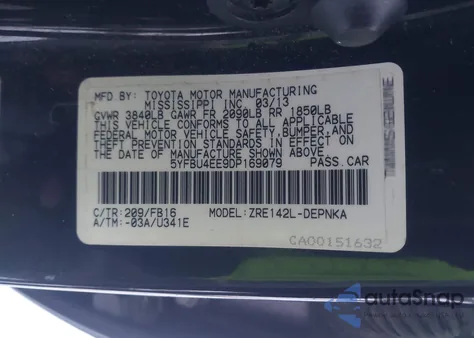 MFD BY: TOYOTA MOTOR MANUFACTURING
MISSISSIPPI INC. 03/13
GVWR 3840LB GAWR FR 2090LB RR 1850LB
THIS VEHICLE CONFORMS TO ALL APPLICABLE
FEDERAL MOTOR VEHICLE SAFETY, BUMPER, AND
THEFT PREVENTION STANDARDS IN EFFECT ON
THE DATE OF MANUFACTURE SHOWN ABOVE.
5YFBU4EE9DP169079 PASS.CAR
C/TR: 209/FB16 MODEL: ZRE142L-DEPNKA
A/TM: -03A/U341E
CA00151632
autoSnap